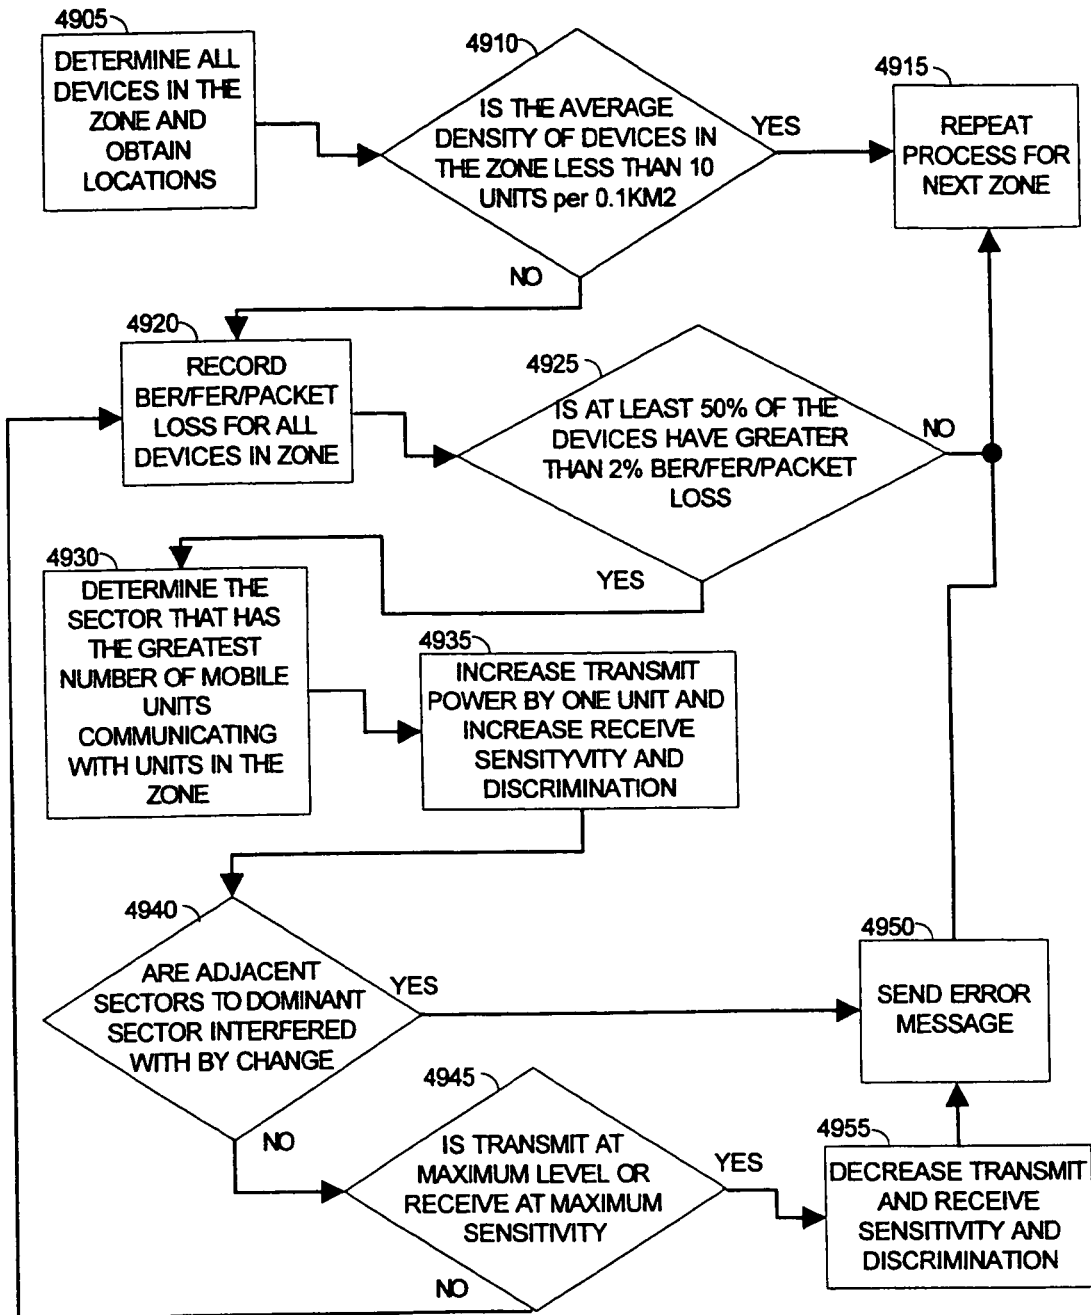 4905
DETERMINE ALL
DEVICES IN THE
ZONE AND
OBTAIN
LOCATIONS
4910
IS THE AVERAGE
DENSITY OF DEVICES IN
THE ZONE LESS THAN 10
UNITS per 0.1KM2
YES
NO
4915
REPEAT
PROCESS FOR
NEXT ZONE
4920
RECORD
BER/FER/PACKET
LOSS FOR ALL
DEVICES IN ZONE
4925
IS AT LEAST 50% OF THE
DEVICES HAVE GREATER
THAN 2% BER/FER/PACKET
LOSS
NO
YES
4930
DETERMINE THE
SECTOR THAT HAS
THE GREATEST
NUMBER OF MOBILE
UNITS
COMMUNICATING
WITH UNITS IN THE
ZONE
4935
INCREASE TRANSMIT
POWER BY ONE UNIT AND
INCREASE RECEIVE
SENSITYVITY AND
DISCRIMINATION
4940
ARE ADJACENT
SECTORS TO DOMINANT
SECTOR INTERFERED
WITH BY CHANGE
YES
NO
4950
SEND ERROR
MESSAGE
4945
IS TRANSMIT AT
MAXIMUM LEVEL OR
RECEIVE AT MAXIMUM
SENSITIVITY
YES
NO
4955
DECREASE TRANSMIT
AND RECEIVE
SENSITIVITY AND
DISCRIMINATION